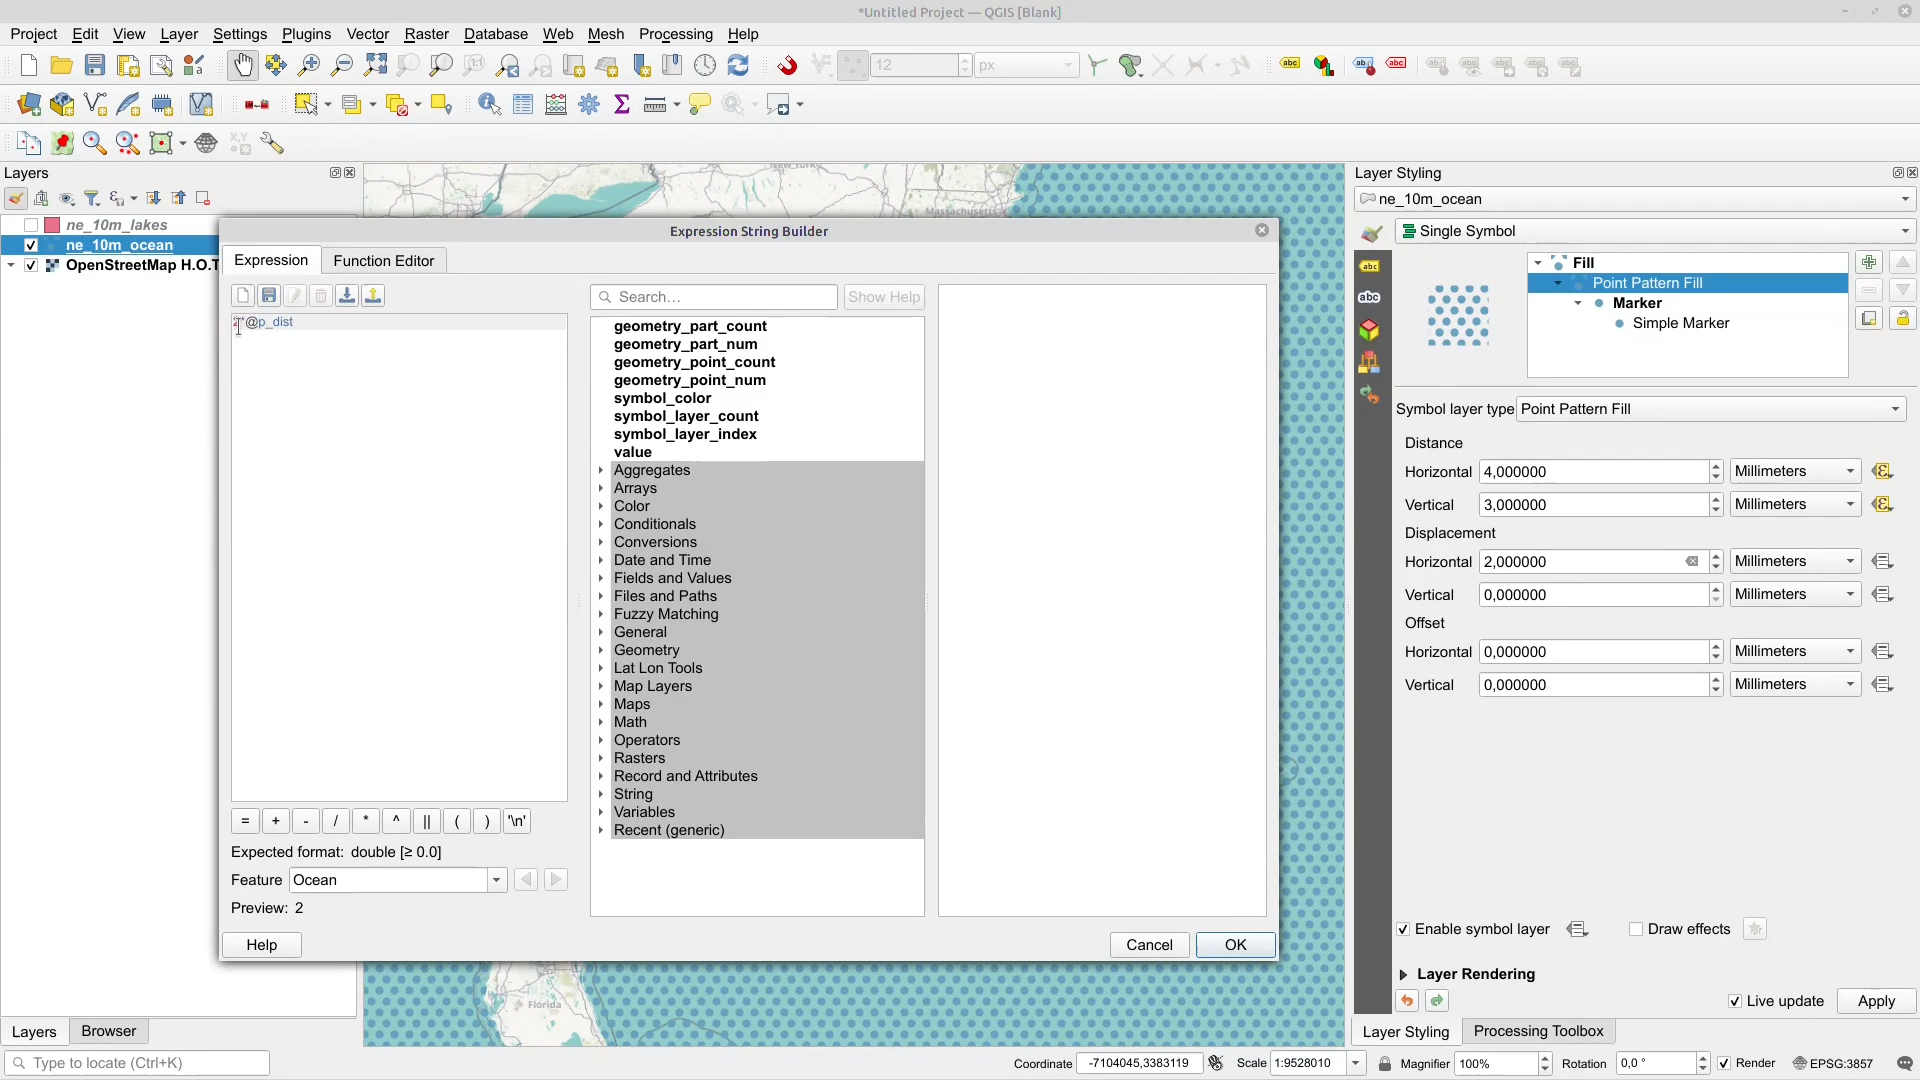 *Untitled Project — QGIS [Blank]
Project Edit View Layer Settings Plugins Vector Raster Database Web Mesh Processing Help
12 px
Layers
ne_10m_lakes
ne_10m_ocean
OpenStreetMap H.O.T
New York
Massachusetts
Expression String Builder
Expression Function Editor
Search... Show Help
2*@p_dist
geometry_part_count
geometry_part_num
geometry_point_count
geometry_point_num
symbol_color
symbol_layer_count
symbol_layer_index
value
Aggregates
Arrays
Color
Conditionals
Conversions
Date and Time
Fields and Values
Files and Paths
Fuzzy Matching
General
Geometry
Lat Lon Tools
Map Layers
Maps
Math
Operators
Rasters
Record and Attributes
String
Variables
Recent (generic)
= + - / * ^ || ( ) '\n'
Expected format: double [≥ 0.0]
Feature Ocean
Preview: 2
Help Cancel OK
Florida
Layer Styling
ne_10m_ocean
Single Symbol
Fill
Point Pattern Fill
Marker
Simple Marker
Symbol layer type Point Pattern Fill
Distance
Horizontal 4,000000 Millimeters
Vertical 3,000000 Millimeters
Displacement
Horizontal 2,000000 Millimeters
Vertical 0,000000 Millimeters
Offset
Horizontal 0,000000 Millimeters
Vertical 0,000000 Millimeters
Enable symbol layer Draw effects
Layer Rendering
Live update Apply
Layers Browser
Layer Styling Processing Toolbox
Type to locate (Ctrl+K) Coordinate -7104045,3383119 Scale 1:9528010 Magnifier 100% Rotation 0,0 ° Render EPSG:3857